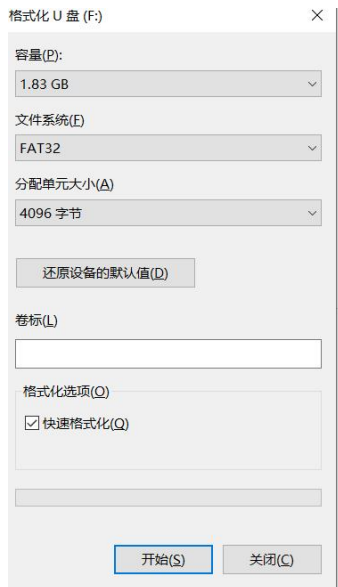 格式化 U 盘 (F:)
容量(P):
1.83 GB
文件系统(F)
FAT32
分配单元大小(A)
4096 字节
还原设备的默认值(D)
卷标(L)
格式化选项(O)
快速格式化(Q)
开始(S)
关闭(C)